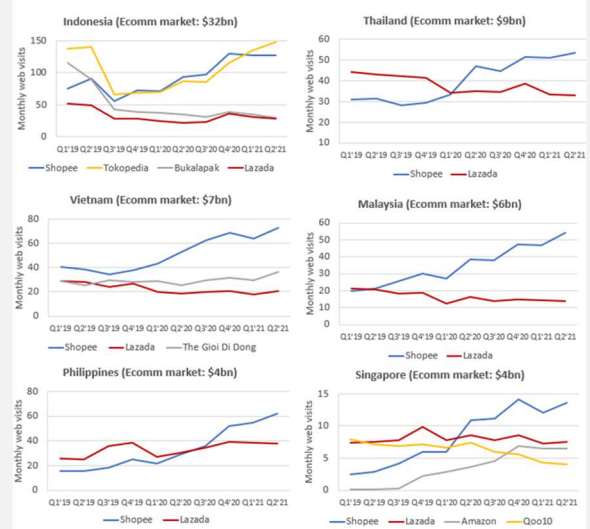 Indonesia (Ecomm market: $32bn)
Monthly web visits
150
100
50
0
Q1'19 Q2'19 Q3'19 Q4'19 Q1'20 Q2'20 Q3'20 Q4'20 Q1'21 Q2'21
Shopee Tokopedia Bukalapak Lazada
Thailand (Ecomm market: $9bn)
Monthly web visits
60
50
40
30
20
10
Q1'19 Q2'19 Q3'19 Q4'19 Q1'20 Q2'20 Q3'20 Q4'20 Q1'21 Q2'21
Shopee Lazada
Vietnam (Ecomm market: $7bn)
Monthly web visits
80
60
40
20
0
Q1'19 Q2'19 Q3'19 Q4'19 Q1'20 Q2'20 Q3'20 Q4'20 Q1'21 Q2'21
Shopee Lazada The Gioi Di Dong
Malaysia (Ecomm market: $6bn)
Monthly web visits
60
50
40
30
20
10
0
Q1'19 Q2'19 Q3'19 Q4'19 Q1'20 Q2'20 Q3'20 Q4'20 Q1'21 Q2'21
Shopee Lazada
Philippines (Ecomm market: $4bn)
Monthly web visits
80
60
40
20
0
Q1'19 Q2'19 Q3'19 Q4'19 Q1'20 Q2'20 Q3'20 Q4'20 Q1'21 Q2'21
Shopee Lazada
Singapore (Ecomm market: $4bn)
Monthly web visits
15
10
5
0
Q1'19 Q2'19 Q3'19 Q4'19 Q1'20 Q2'20 Q3'20 Q4'20 Q1'21 Q2'21
Shopee Lazada Amazon Qoo10